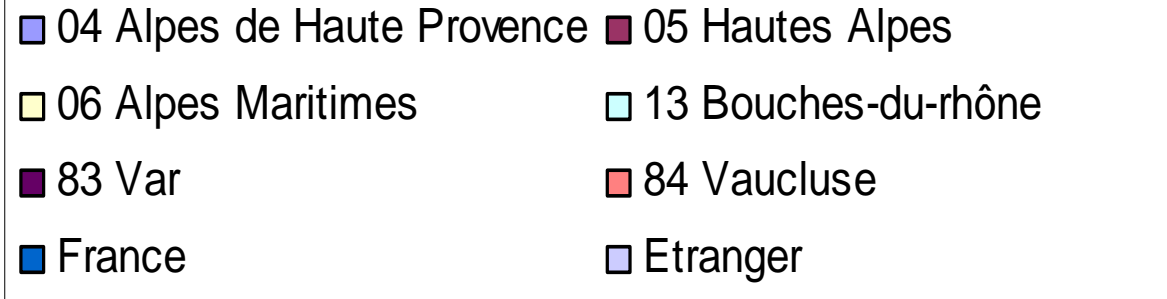 04 Alpes de Haute Provence 05 Hautes Alpes
06 Alpes Maritimes 13 Bouches-du-rhône
83 Var 84 Vaucluse
France Etranger